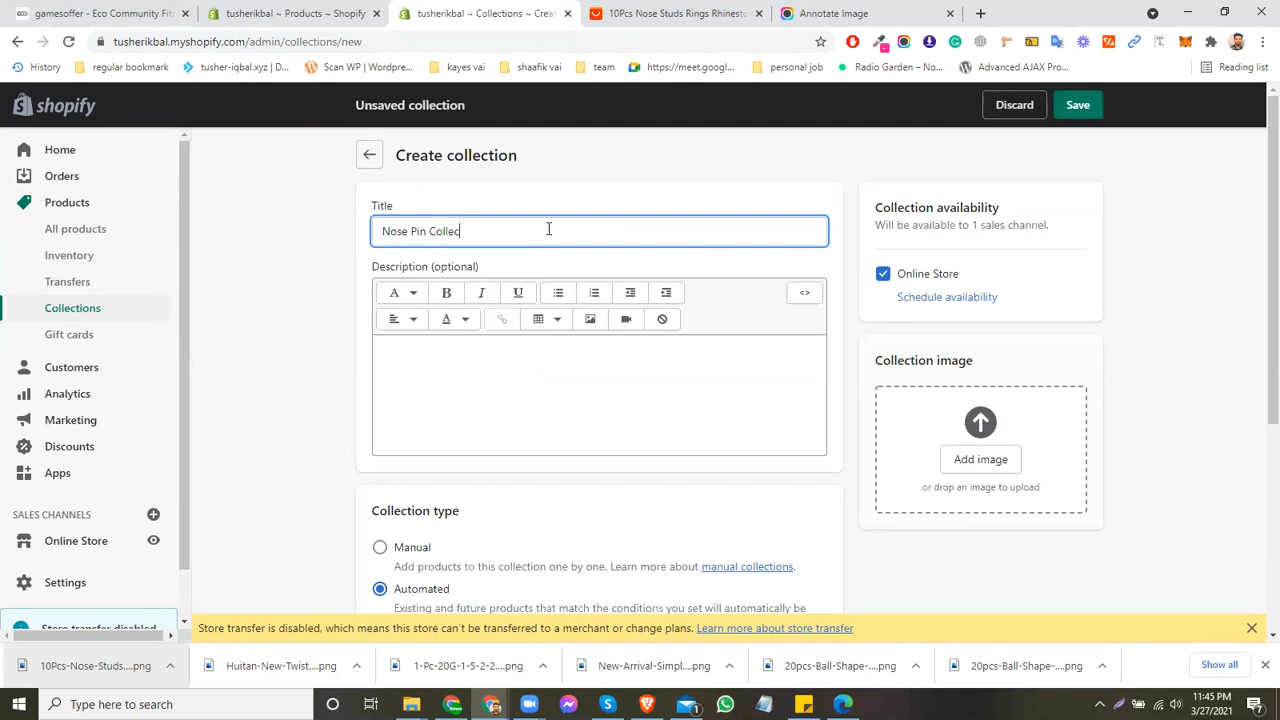 gamesoffer - Eco Community Fit
tusherikbal ~ Products ~ Shopify
tusherikbal ~ Collections ~ Crea
10Pcs Nose Studs Rings Rhinesto
Annotate Image
tusherikbal.myshopify.com/admin/collections/new
History
regular bookmark
tusher-iqbal.xyz | D...
Scan WP | Wordpre...
kayes vai
shaafik vai
team
https://meet.googl...
personal job
Radio Garden – No...
Advanced AJAX Pro...
Reading list
shopify
Unsaved collection
Discard
Save
Home
Orders
Products
All products
Inventory
Transfers
Collections
Gift cards
Customers
Analytics
Marketing
Discounts
Apps
SALES CHANNELS
Online Store
Settings
Store transfer disabled
Create collection
Title
Nose Pin Collec
Description (optional)
A
B
I
U
<>
A
Collection type
Manual
Add products to this collection one by one. Learn more about manual collections.
Automated
Existing and future products that match the conditions you set will automatically be
Collection availability
Will be available to 1 sales channel.
Online Store
Schedule availability
Collection image
Add image
or drop an image to upload
Store transfer is disabled, which means this store can't be transferred to a merchant or change plans. Learn more about store transfer
10Pcs-Nose-Studs....png
Huitan-New-Twist....png
1-Pc-20G-1-5-2-2....png
New-Arrival-Simpl....png
20pcs-Ball-Shape-....png
20pcs-Ball-Shape-....png
Show all
Type here to search
11:45 PM
3/27/2021